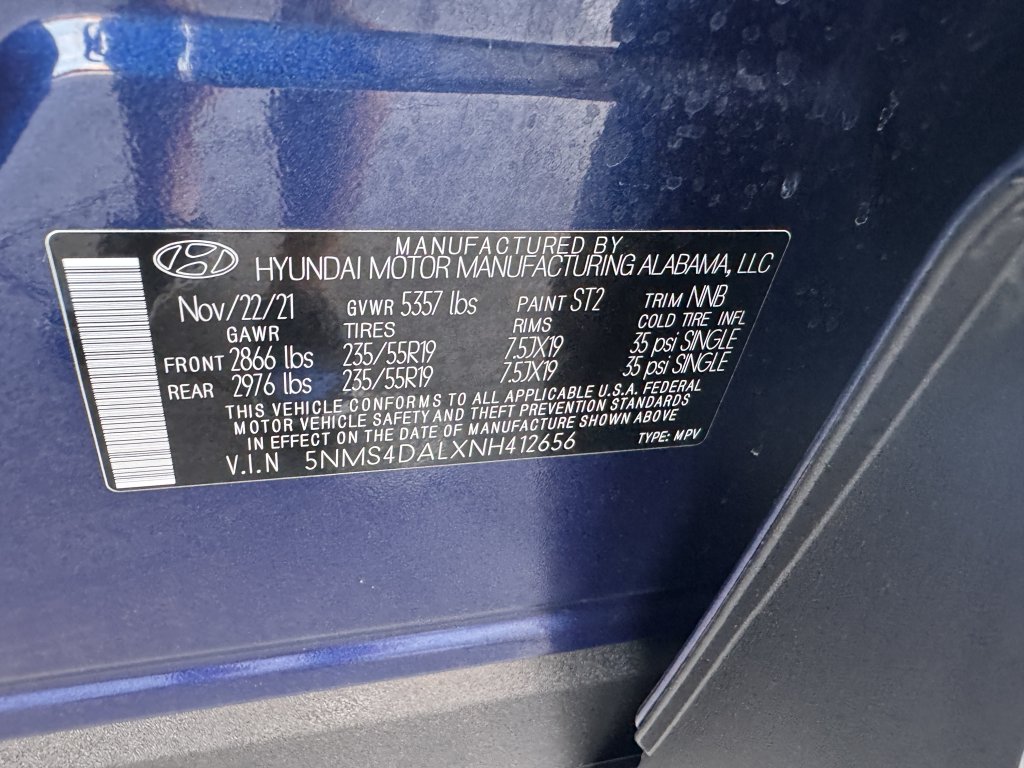 MANUFACTURED BY
HYUNDAI MOTOR MANUFACTURING ALABAMA, LLC
Nov/22/21 GVWR 5357 lbs PAINT ST2 TRIM NNB
GAWR TIRES RIMS COLD TIRE INFL
FRONT 2866 lbs 235/55R19 7.5JX19 35 psi SINGLE
REAR 2976 lbs 235/55R19 7.5JX19 35 psi SINGLE
THIS VEHICLE CONFORMS TO ALL APPLICABLE U.S.A. FEDERAL
MOTOR VEHICLE SAFETY AND THEFT PREVENTION STANDARDS
IN EFFECT ON THE DATE OF MANUFACTURE SHOWN ABOVE
V.I.N 5NMS4DALXNH412656 TYPE: MPV